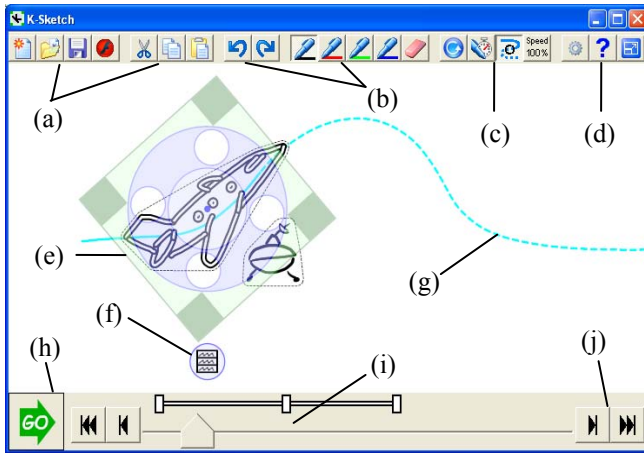 K-Sketch
Speed
100%
(a)
(b)
(c)
(d)
(e)
(g)
(f)
(h)
(i)
(j)
GO